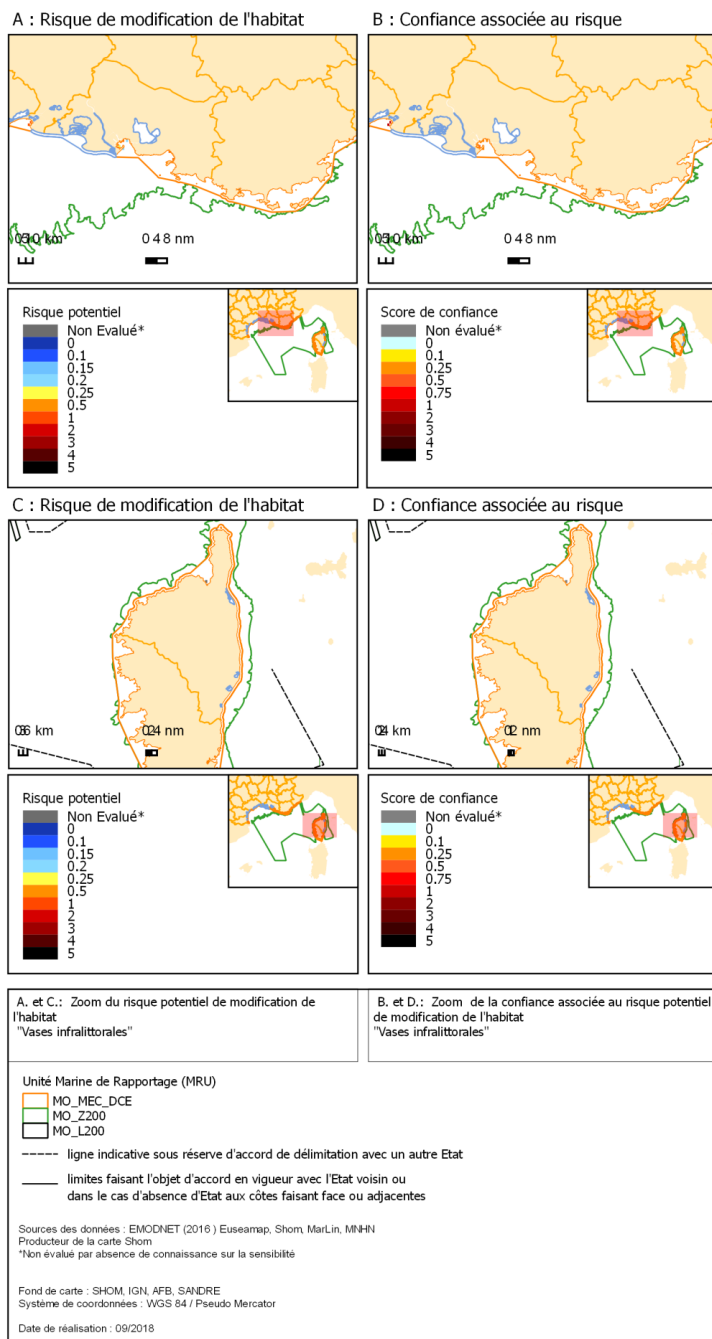 A : Risque de modification de l'habitat
B : Confiance associée au risque
0 4 8 nm
0 4 8 nm
Risque potentiel
Non Evalué*
0
0.1
0.15
0.2
0.25
0.5
1
2
3
4
5
Score de confiance
Non évalué*
0
0.1
0.25
0.5
0.75
1
2
3
4
5
C : Risque de modification de l'habitat
D : Confiance associée au risque
km
nm
km
nm
Risque potentiel
Non Evalué*
0
0.1
0.15
0.2
0.25
0.5
1
2
3
4
5
Score de confiance
Non évalué*
0
0.1
0.25
0.5
0.75
1
2
3
4
5
A. et C.: Zoom du risque potentiel de modification de
l'habitat
"Vases infralittorales"
B. et D.: Zoom de la confiance associée au risque potentiel
de modification de l'habitat
"Vases infralittorales"
Unité Marine de Rapportage (MRU)
MO_MEC_DCE
MO_Z200
MO_L200
ligne indicative sous réserve d'accord de délimitation avec un autre Etat
limites faisant l'objet d'accord en vigueur avec l'Etat voisin ou
dans le cas d'absence d'Etat aux côtes faisant face ou adjacentes
Sources des données : EMODNET (2016 ) Euseamap, Shom, MarLin, MNHN
Producteur de la carte Shom
*Non évalué par absence de connaissance sur la sensibilité
Fond de carte : SHOM, IGN, AFB, SANDRE
Système de coordonnées : WGS 84 / Pseudo Mercator
Date de réalisation : 09/2018